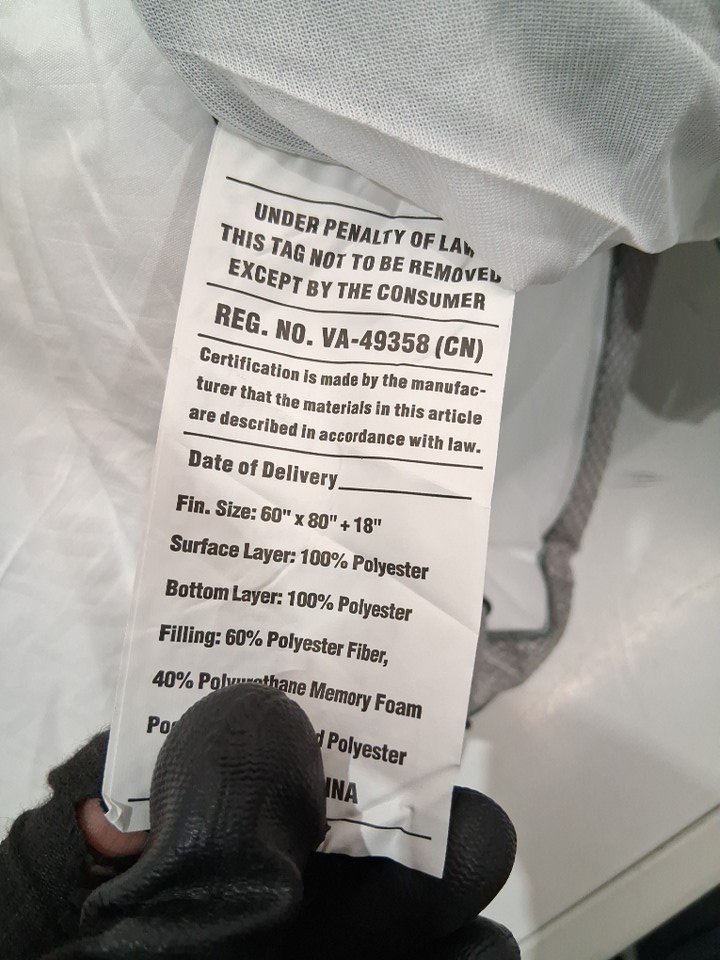 UNDER PENALTY OF LAW
THIS TAG NOT TO BE REMOVED
EXCEPT BY THE CONSUMER
REG. NO. VA-49358 (CN)
Certification is made by the manufac-
turer that the materials in this article
are described in accordance with law.
Date of Delivery
Fin. Size: 60" x 80" + 18"
Surface Layer: 100% Polyester
Bottom Layer: 100% Polyester
Filling: 60% Polyester Fiber,
40% Polyurethane Memory Foam
Polyester